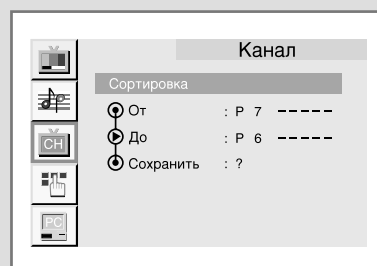 Канал
Сортировка
От : P 7 -----
До : P 6 -----
CH
Сохранить : ?
PC